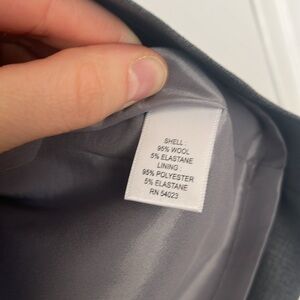 SHELL :
95% WOOL
5% ELASTANE
LINING :
95% POLYESTER
5% ELASTANE
RN 54023